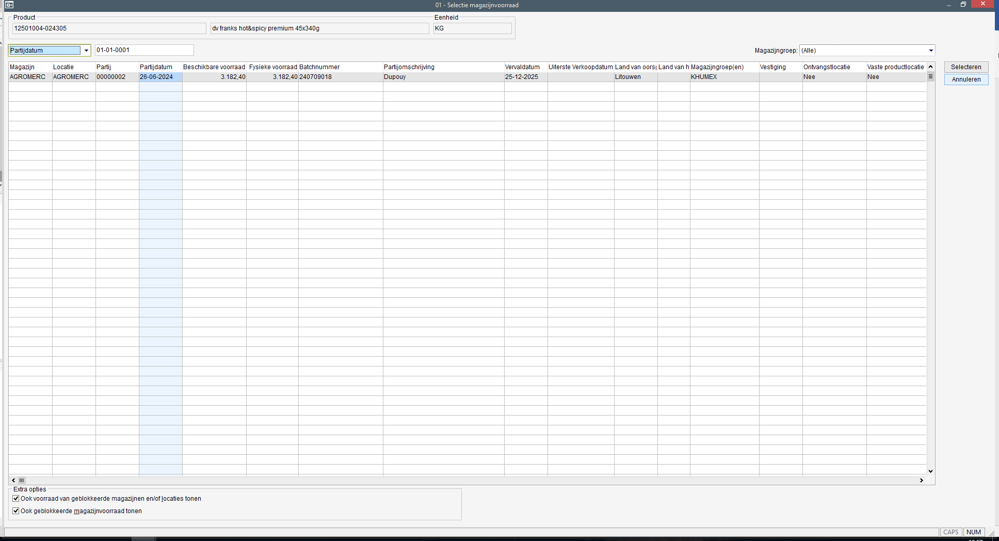 01 - Selectie magazijnvoorraad
Product
Eenheid
12501004-024305
dv franks hot&spicy premium 45x340g
KG
Partijdatum
01-01-0001
Magazijngroep:
(Alle)
Magazijn Locatie Partij Partijdatum Beschikbare voorraad Fysieke voorraad Batchnummer Partijomschrijving Vervaldatum Uiterste Verkoopdatum Land van oors Land van h Magazijngroep(en) Vestiging Ontvangstlocatie Vaste productlocatie
AGROMERC AGROMERC 00000002 26-06-2024 3.182,40 3.182,40 240709018 Dupouy 25-12-2025 Litouwen KHUMEX Nee Nee
Selecteren
Annuleren
Extra opties
Ook voorraad van geblokkeerde magazijnen en/of locaties tonen
Ook geblokkeerde magazijnvoorraad tonen
CAPS
NUM